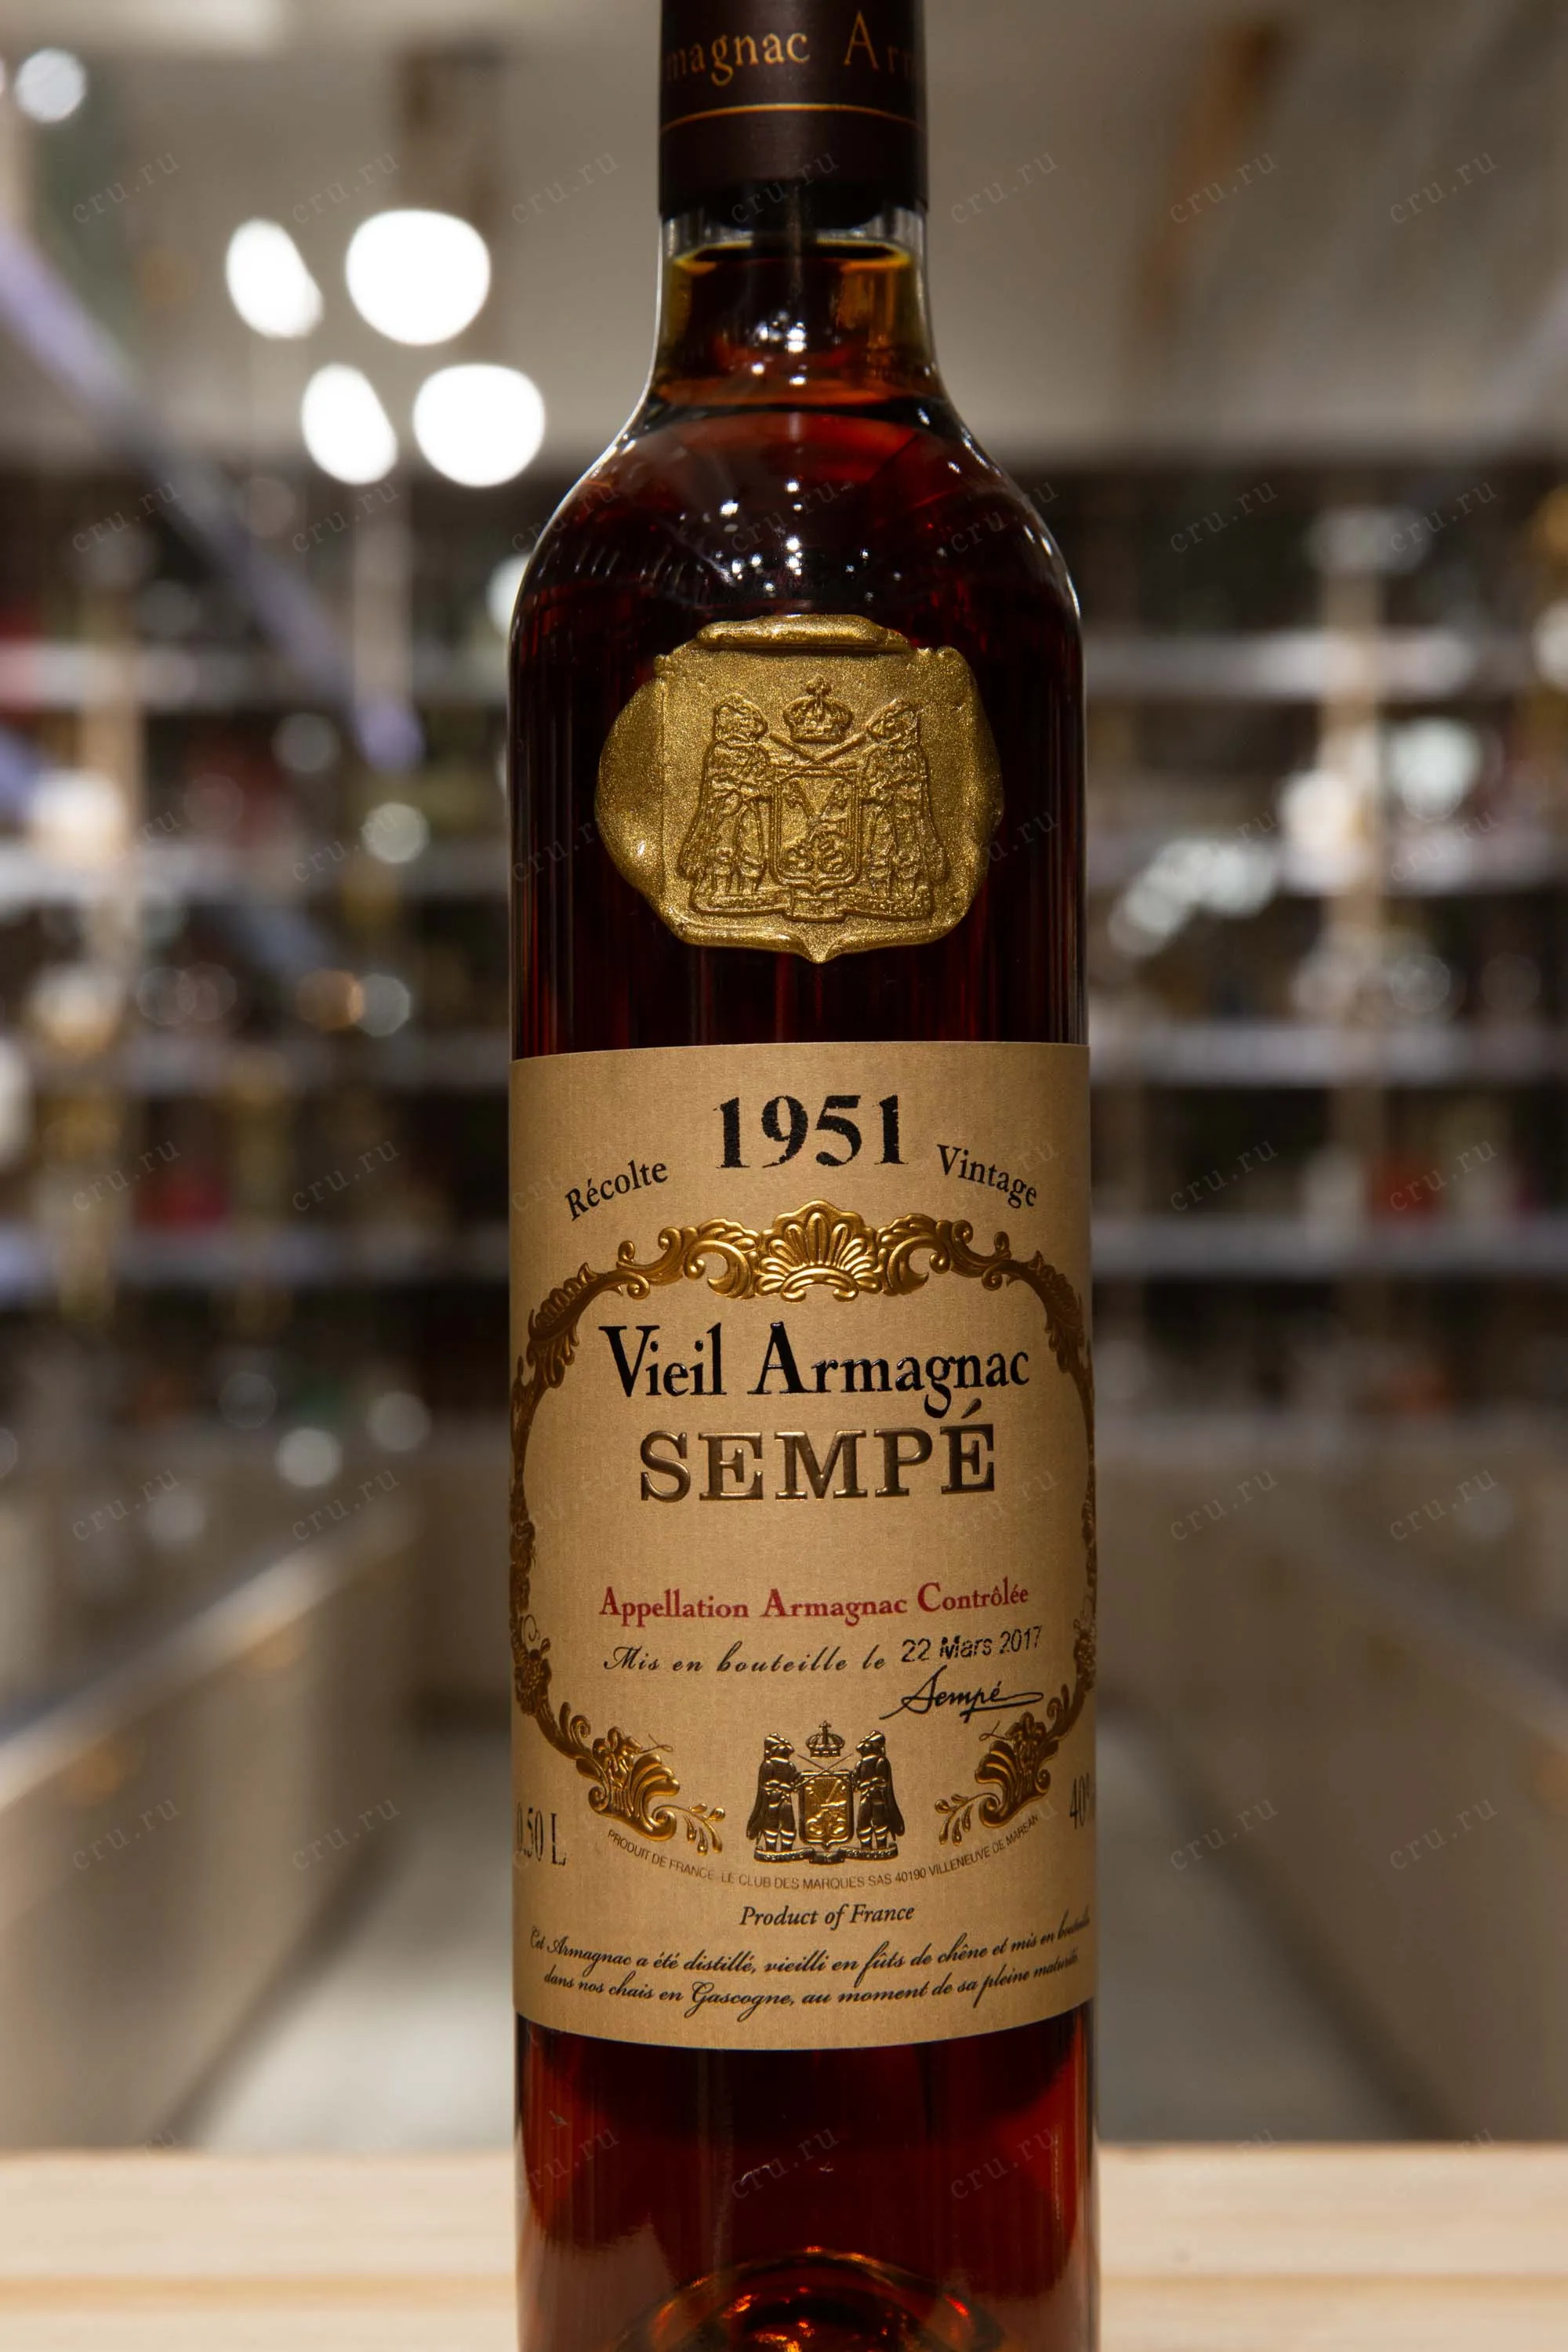 magnac Ar
1951
Récolte Vintage
Vieil Armagnac
SEMPÉ
Appellation Armagnac Contrôlée
Mis en bouteille le 22 Mars 2017
Sempé
0.50 L
40%
PRODUIT DE FRANCE LE CLUB DES MARQUES SAS 40190 VILLENEUVE DE MARSAN
Product of France
Cet Armagnac a été distillé, vieilli en fûts de chêne et mis en bouteille
dans nos chais en Gascogne, au moment de sa pleine maturité
cru.ru